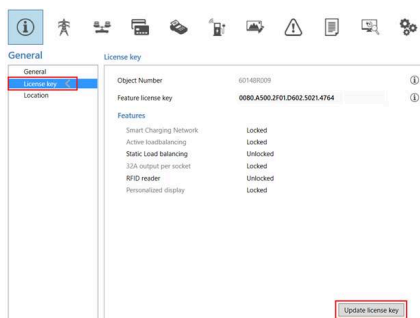 General
License key
General
License key
Location
Object Number 6014BR009
Feature license key 0080.A500.2F01.D602.5021.4764
Features
Smart Charging Network Locked
Active loadbalancing Locked
Static Load balancing Unlocked
32A output per socket Locked
RFID reader Unlocked
Personalized display Locked
Update license key